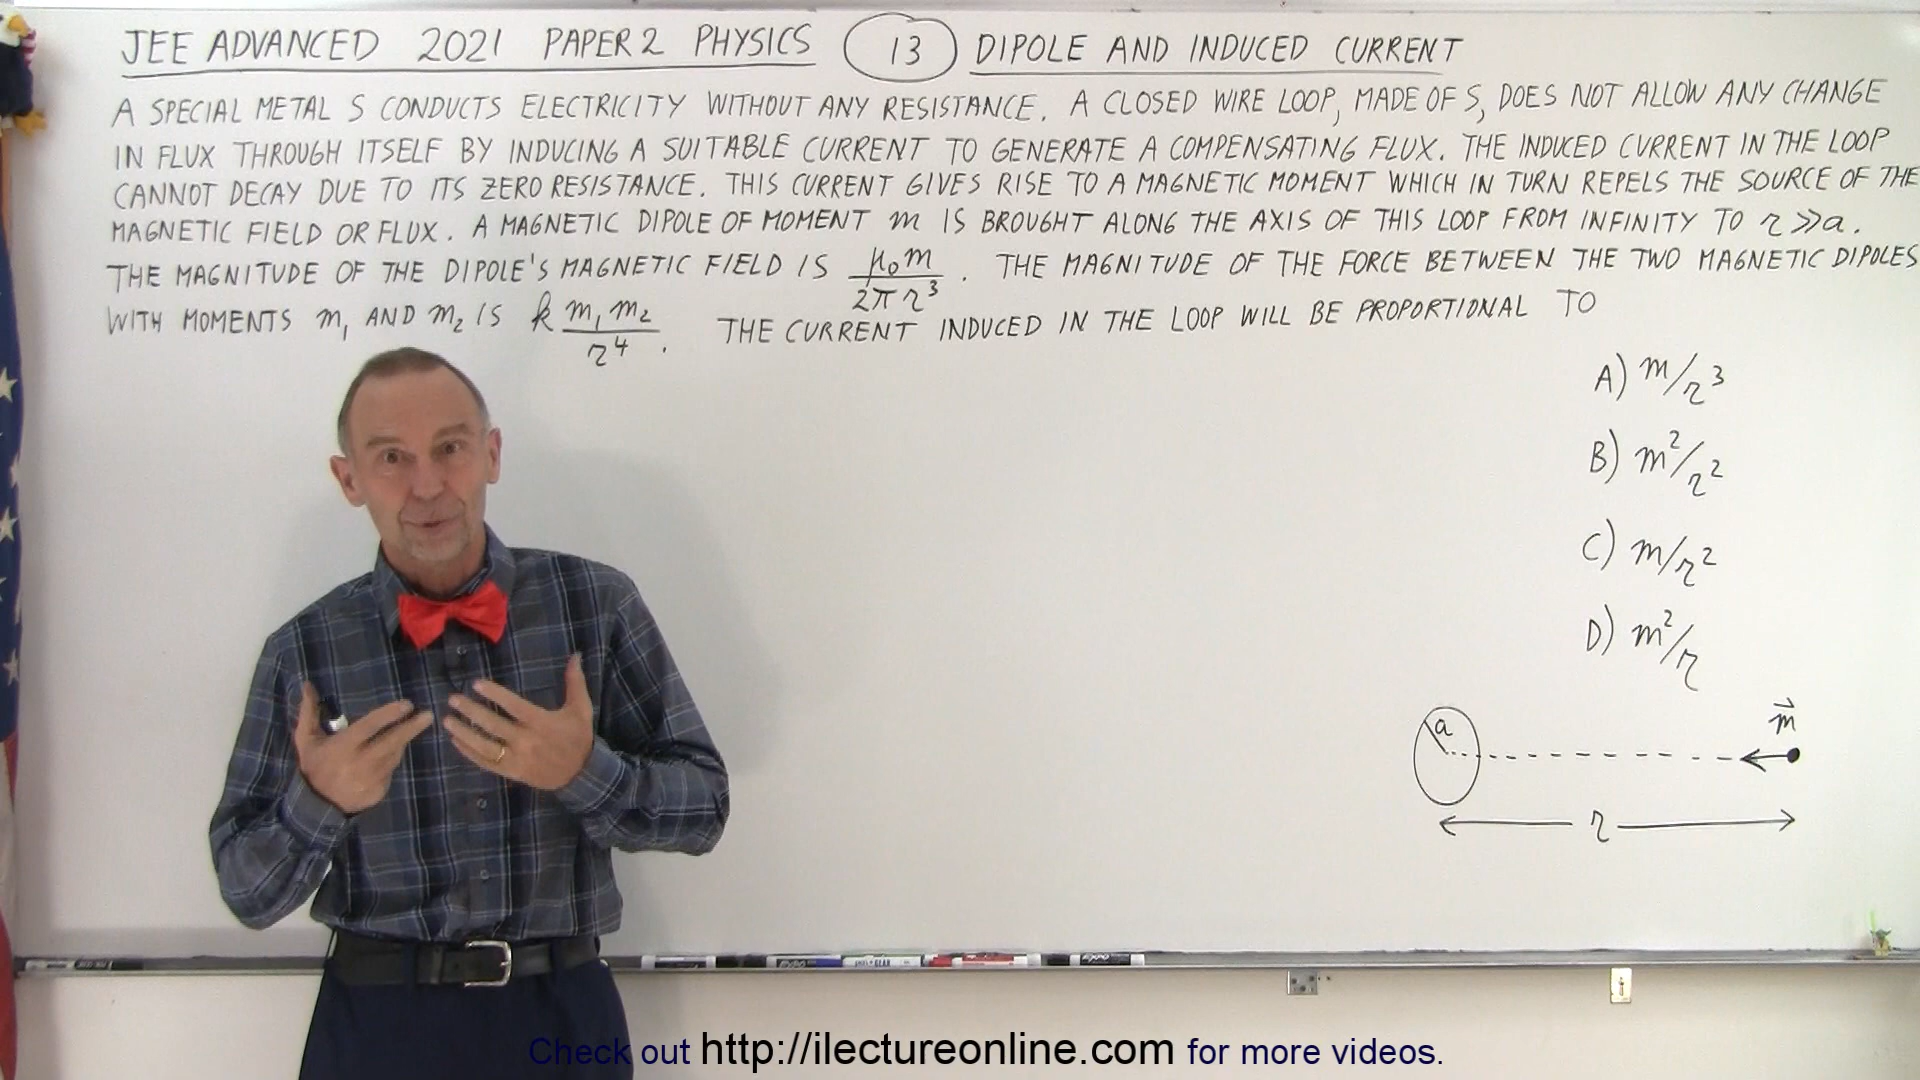 JEE ADVANCED 2021 PAPER 2 PHYSICS 13 DIPOLE AND INDUCED CURRENT
A SPECIAL METAL S CONDUCTS ELECTRICITY WITHOUT ANY RESISTANCE. A CLOSED WIRE LOOP, MADE OF S, DOES NOT ALLOW ANY CHANGE
IN FLUX THROUGH ITSELF BY INDUCING A SUITABLE CURRENT TO GENERATE A COMPENSATING FLUX. THE INDUCED CURRENT IN THE LOOP
CANNOT DECAY DUE TO ITS ZERO RESISTANCE. THIS CURRENT GIVES RISE TO A MAGNETIC MOMENT WHICH IN TURN REPELS THE SOURCE OF THE
MAGNETIC FIELD OR FLUX. A MAGNETIC DIPOLE OF MOMENT m IS BROUGHT ALONG THE AXIS OF THIS LOOP FROM INFINITY TO r ≫ a.
THE MAGNITUDE OF THE DIPOLE'S MAGNETIC FIELD IS μ₀m/2πr³. THE MAGNITUDE OF THE FORCE BETWEEN THE TWO MAGNETIC DIPOLES
WITH MOMENTS m₁ AND m₂ IS k m₁m₂/r⁴. THE CURRENT INDUCED IN THE LOOP WILL BE PROPORTIONAL TO
A) m/r³
B) m²/r²
C) m/r²
D) m²/r
a m⃗
r
Check out http://ilectureonline.com for more videos.